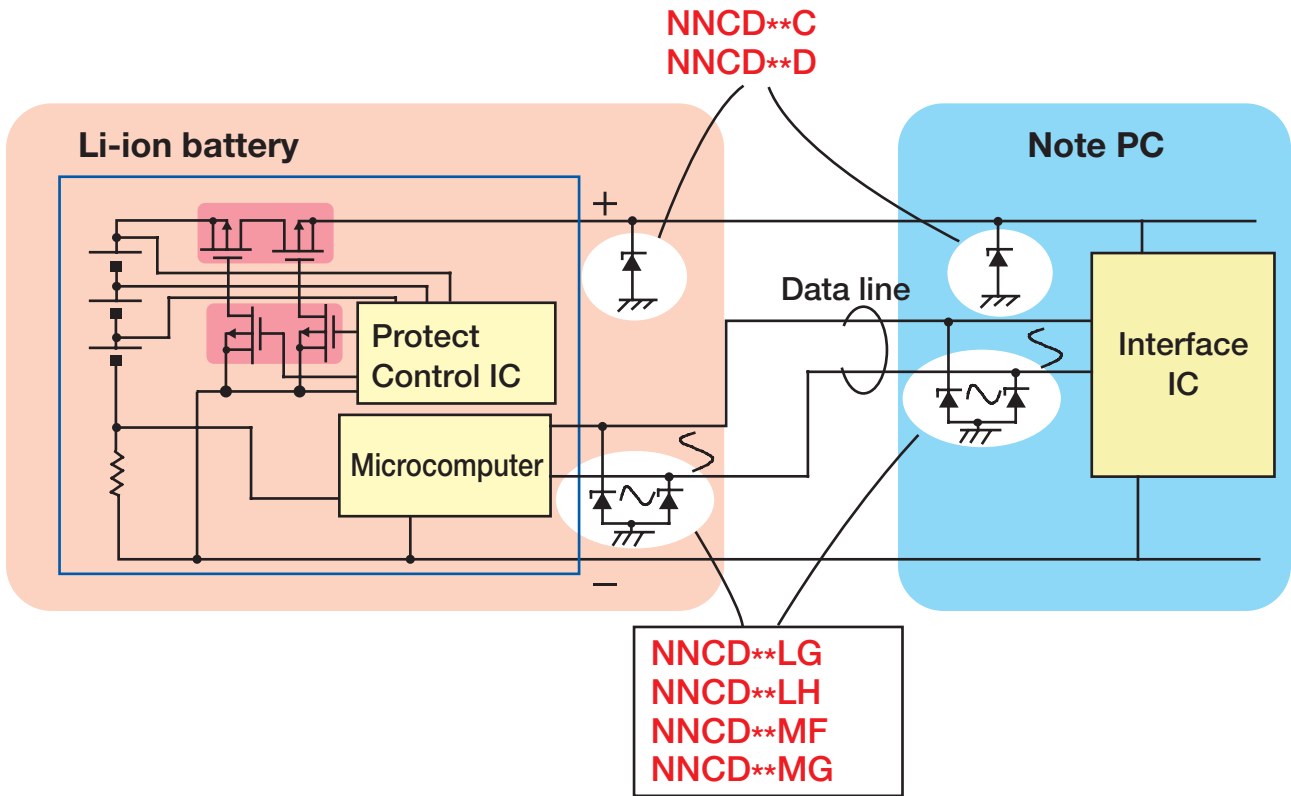 NNCD**C
NNCD**D
Li-ion battery
Note PC
+
Data line
Protect
Control IC
Interface
IC
Microcomputer
−
NNCD**LG
NNCD**LH
NNCD**MF
NNCD**MG